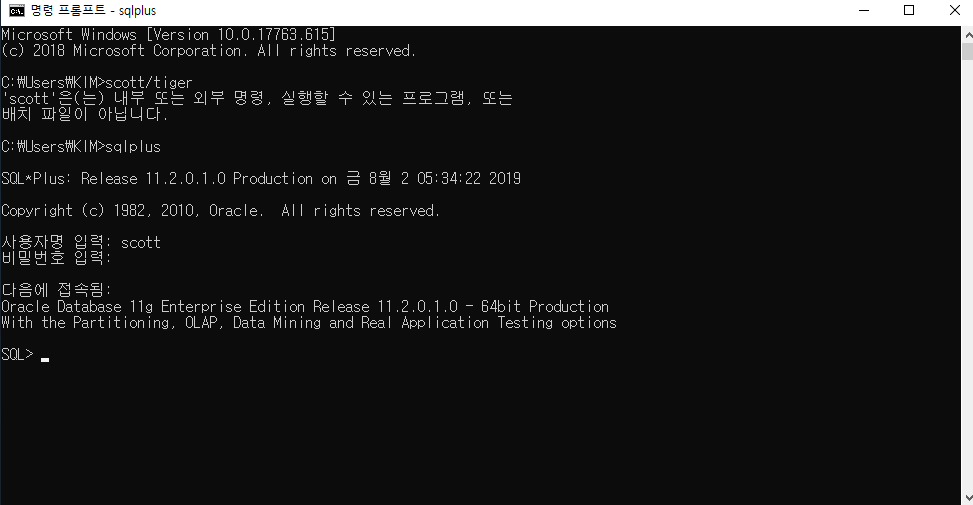 명령 프롬프트 - sqlplus
Microsoft Windows [Version 10.0.17763.615]
(c) 2018 Microsoft Corporation. All rights reserved.
C:₩Users₩KIM>scott/tiger
'scott'은(는) 내부 또는 외부 명령, 실행할 수 있는 프로그램, 또는
배치 파일이 아닙니다.
C:₩Users₩KIM>sqlplus
SQL*Plus: Release 11.2.0.1.0 Production on 금 8월 2 05:34:22 2019
Copyright (c) 1982, 2010, Oracle.  All rights reserved.
사용자명 입력: scott
비밀번호 입력:
다음에 접속됨:
Oracle Database 11g Enterprise Edition Release 11.2.0.1.0 - 64bit Production
With the Partitioning, OLAP, Data Mining and Real Application Testing options
SQL>